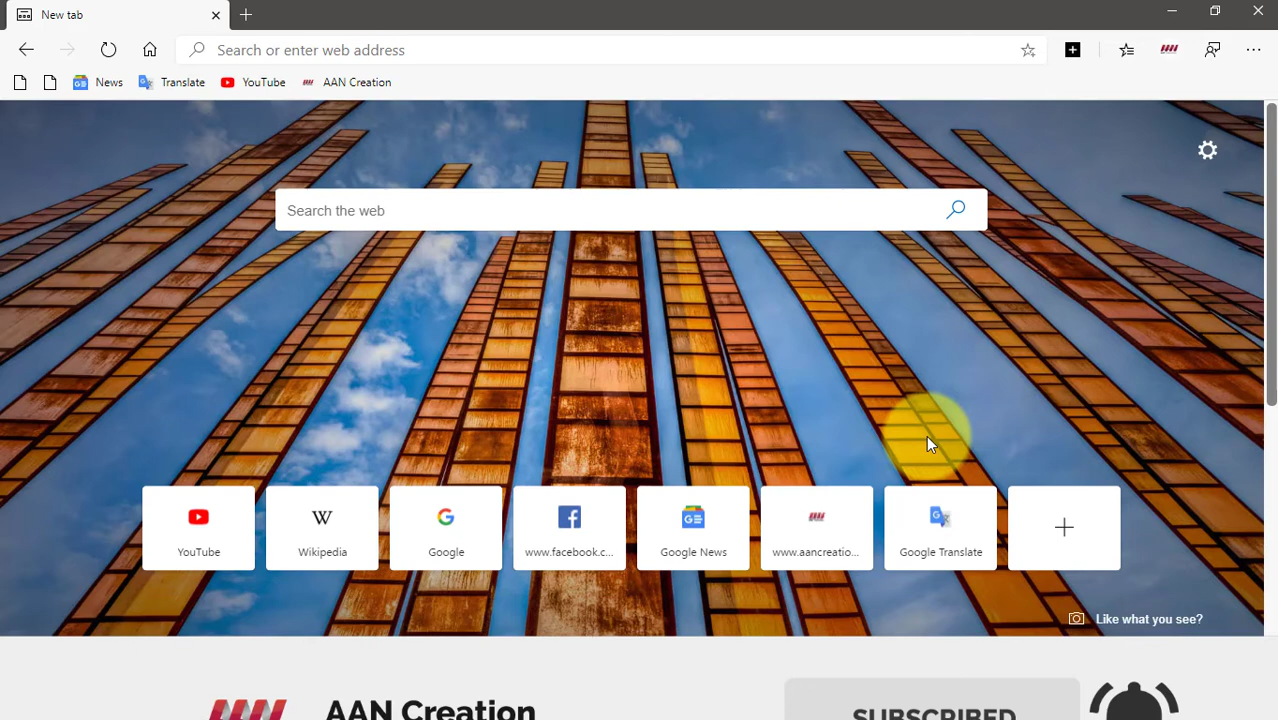 New tab
Search or enter web address
News Translate YouTube AAN Creation
Search the web
YouTube Wikipedia Google www.facebook.c... Google News www.aancreatio... Google Translate
Like what you see?
AAN Creation
SUBSCRIBED